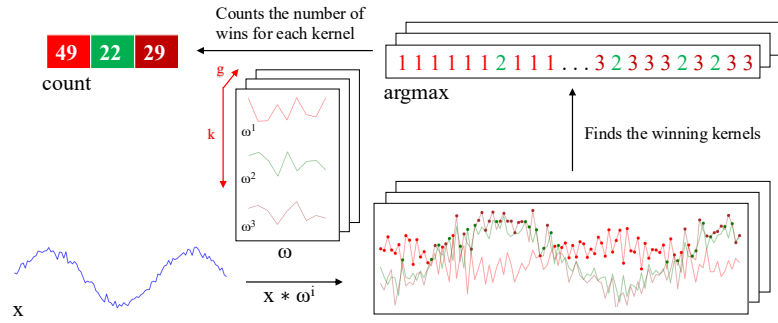 Counts the number of
wins for each kernel
49 22 29
count
1 1 1 1 1 1 2 1 1 1 ... 3 2 3 3 3 2 3 2 3 3
argmax
g
k
ω¹
ω²
ω³
ω
Finds the winning kernels
x
x * ωⁱ